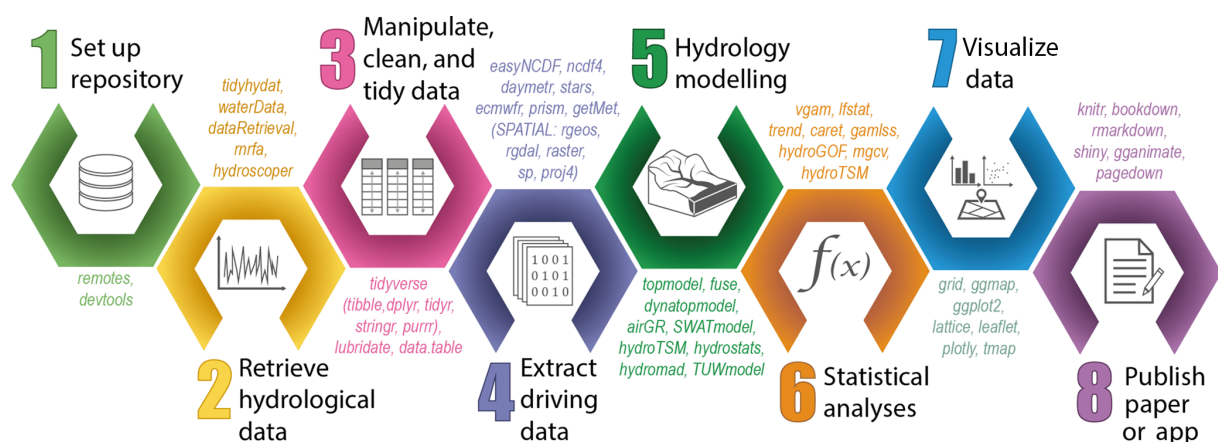 1 Set up
repository
remotes,
devtools
tidyhydat,
waterData,
dataRetrieval,
mrfa,
hydroscoper
2 Retrieve
hydrological
data
3 Manipulate,
clean, and
tidy data
tidyverse
(tibble,dplyr, tidyr,
stringr, purrr),
lubridate, data.table
easyNCDF, ncdf4,
daymetr, stars,
ecmwfr, prism, getMet,
(SPATIAL: rgeos,
rgdal, raster,
sp, proj4)
1001
0101
0010
4 Extract
driving
data
5 Hydrology
modelling
topmodel, fuse,
dynatopmodel,
airGR, SWATmodel,
hydroTSM, hydrostats,
hydromad, TUWmodel
vgam, lfstat,
trend, caret, gamlss,
hydroGOF, mgcv,
hydroTSM
f(x)
6 Statistical
analyses
7 Visualize
data
grid, ggmap,
ggplot2,
lattice, leaflet,
plotly, tmap
knitr, bookdown,
rmarkdown,
shiny, gganimate,
pagedown
8 Publish
paper
or app